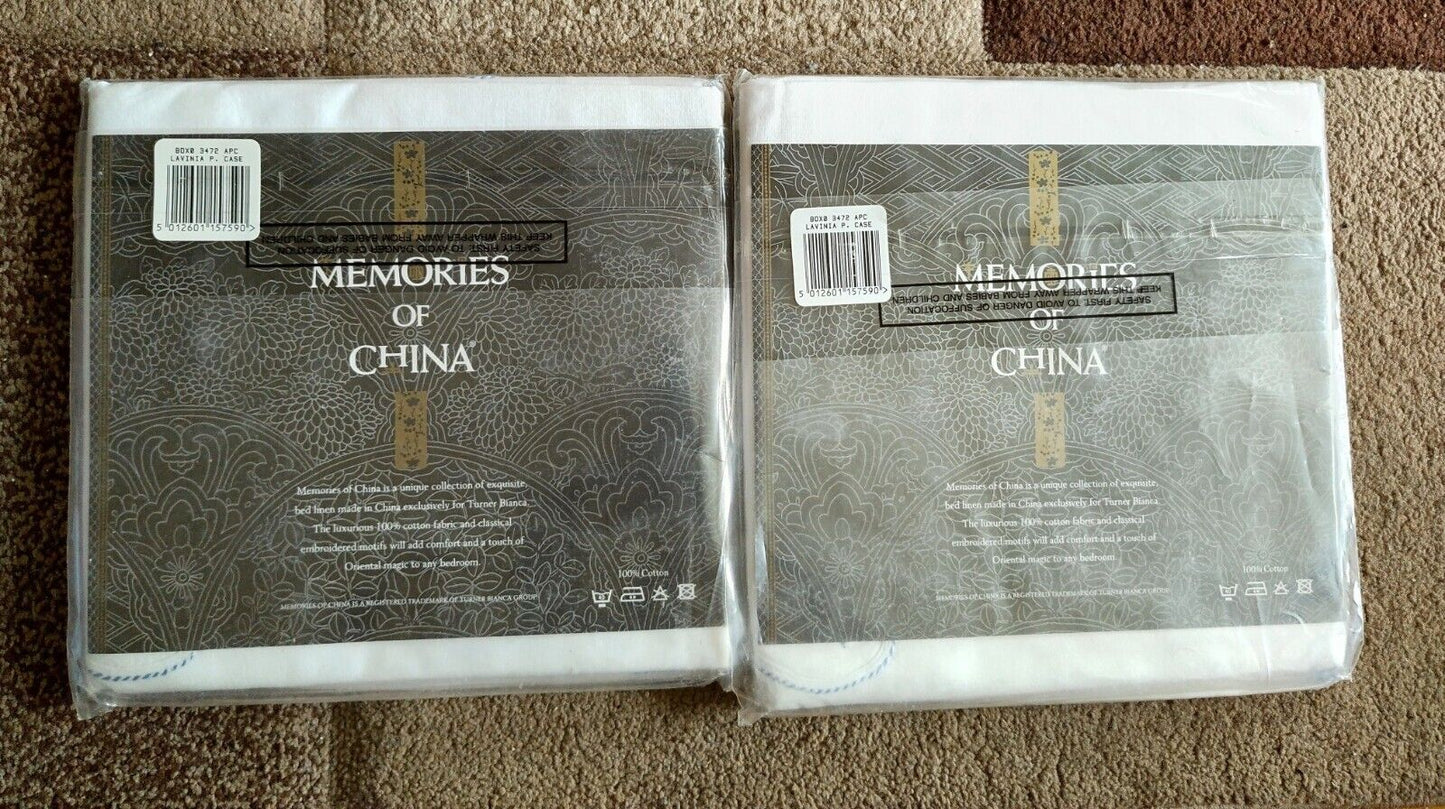 BDX0 3472 APC
LAVINIA P. CASE
5 012601 157590 >
SAFETY FIRST. TO AVOID DANGER OF SUFFOCATION
KEEP THIS WRAPPER AWAY FROM BABIES AND CHILDREN
MEMORIES
OF
CHINA®
Memories of China is a unique collection of exquisite
bed linen made in China exclusively for Turner Bianca.
The luxurious 100% cotton fabric and classical
embroidered motifs will add comfort and a touch of
Oriental magic to any bedroom.
100% Cotton
MEMORIES OF CHINA IS A REGISTERED TRADEMARK OF TURNER BIANCA GROUP
BDX0 3472 APC
LAVINIA P. CASE
5 012601 157590 >
MEMORIES
SAFETY FIRST. TO AVOID DANGER OF SUFFOCATION
KEEP THIS WRAPPER AWAY FROM BABIES AND CHILDREN
OF
CHINA
Memories of China is a unique collection of exquisite
bed linen made in China exclusively for Turner Bianca.
The luxurious 100% cotton fabric and classical
embroidered motifs will add comfort and a touch of
Oriental magic to any bedroom.
100% Cotton
MEMORIES OF CHINA IS A REGISTERED TRADEMARK OF TURNER BIANCA GROUP